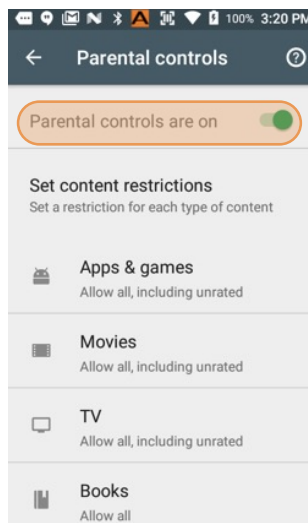 100% 3:20 PM
Parental controls
Parental controls are on
Set content restrictions
Set a restriction for each type of content
Apps & games
Allow all, including unrated
Movies
Allow all, including unrated
TV
Allow all, including unrated
Books
Allow all